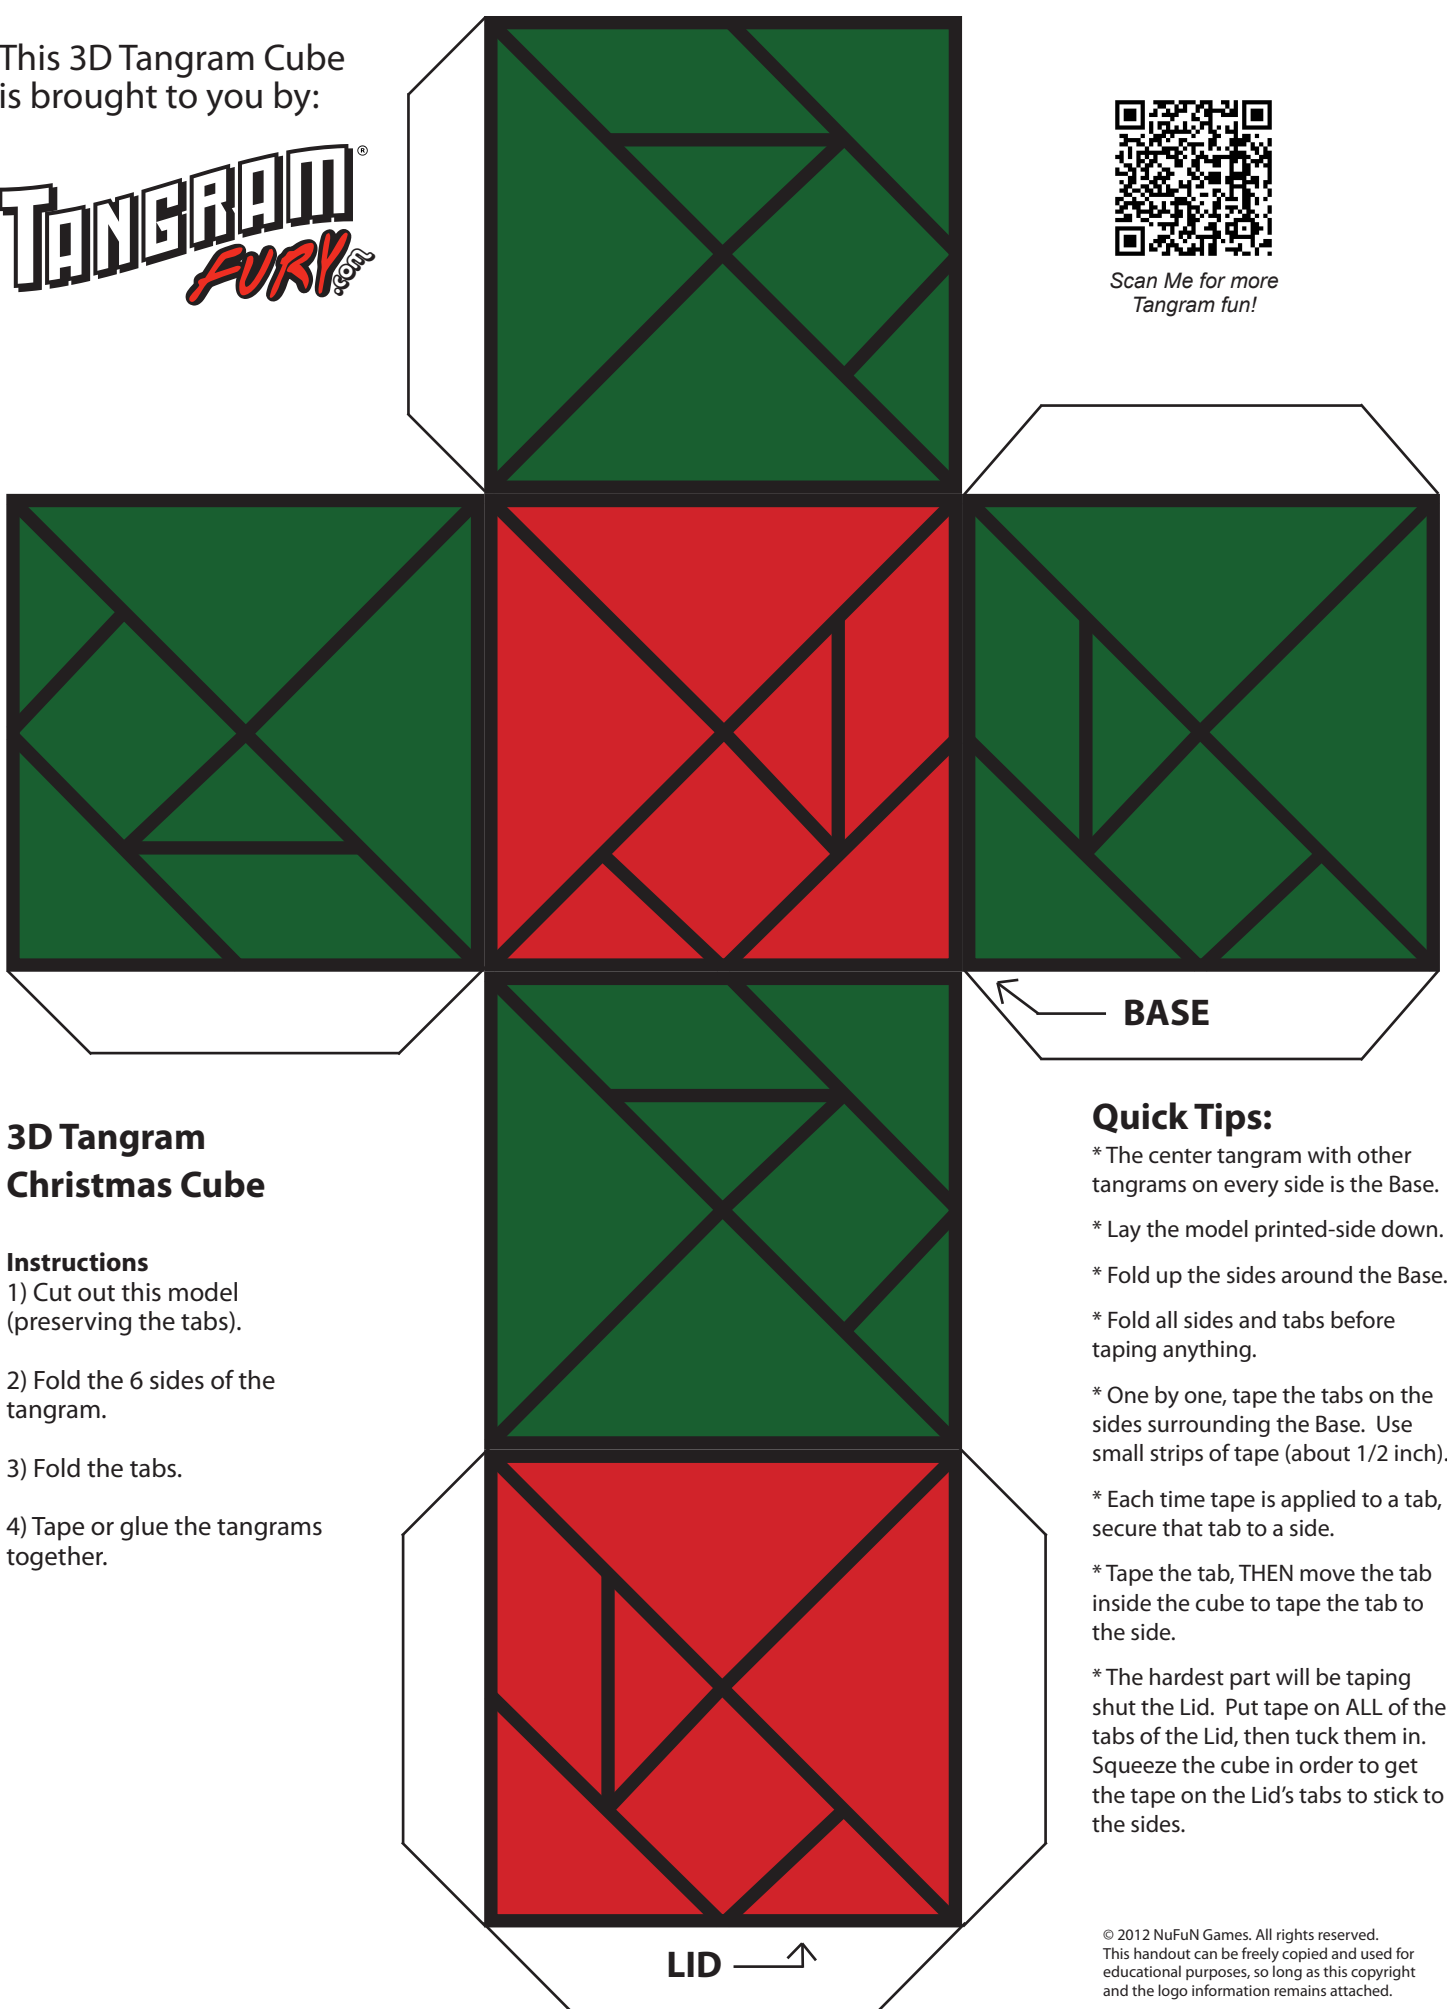 This 3D Tangram Cube
is brought to you by:
TANGRAM®
FURY.com
Scan Me for more
Tangram fun!
BASE
3D Tangram
Christmas Cube
Instructions
1) Cut out this model
(preserving the tabs).
2) Fold the 6 sides of the
tangram.
3) Fold the tabs.
4) Tape or glue the tangrams
together.
Quick Tips:
* The center tangram with other
tangrams on every side is the Base.
* Lay the model printed-side down.
* Fold up the sides around the Base.
* Fold all sides and tabs before
taping anything.
* One by one, tape the tabs on the
sides surrounding the Base.  Use
small strips of tape (about 1/2 inch).
* Each time tape is applied to a tab,
secure that tab to a side.
* Tape the tab, THEN move the tab
inside the cube to tape the tab to
the side.
* The hardest part will be taping
shut the Lid.  Put tape on ALL of the
tabs of the Lid, then tuck them in.
Squeeze the cube in order to get
the tape on the Lid's tabs to stick to
the sides.
LID
© 2012 NuFuN Games. All rights reserved.
This handout can be freely copied and used for
educational purposes, so long as this copyright
and the logo information remains attached.